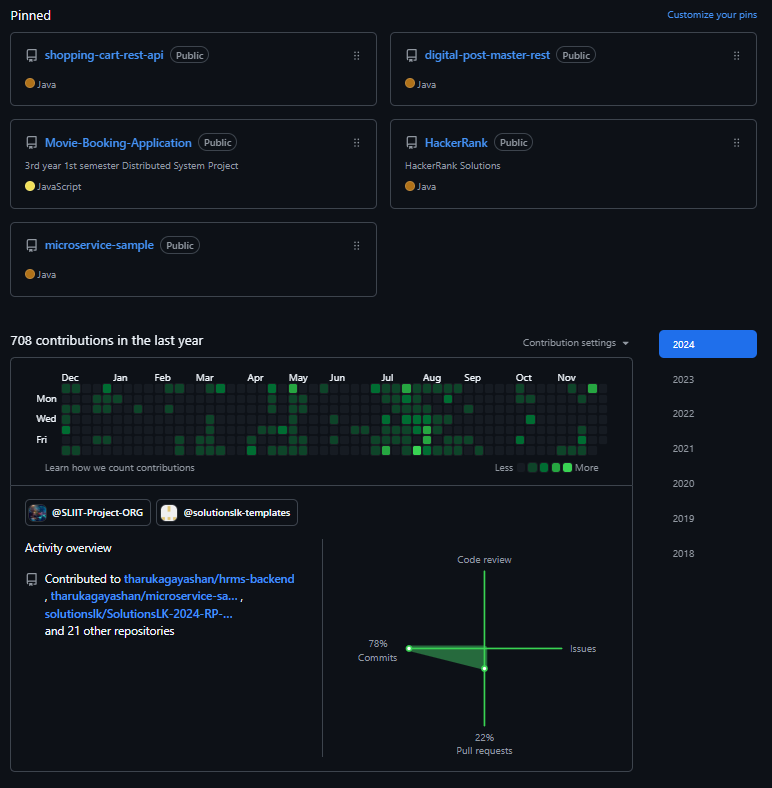 Pinned
Customize your pins
shopping-cart-rest-api Public
Java
digital-post-master-rest Public
Java
Movie-Booking-Application Public
3rd year 1st semester Distributed System Project
JavaScript
HackerRank Public
HackerRank Solutions
Java
microservice-sample Public
Java
708 contributions in the last year
Contribution settings
2024
2023
2022
2021
2020
2019
2018
Dec Jan Feb Mar Apr May Jun Jul Aug Sep Oct Nov
Mon
Wed
Fri
Learn how we count contributions
Less More
@SLIIT-Project-ORG
@solutionslk-templates
Activity overview
Contributed to tharukagayashan/hrms-backend
, tharukagayashan/microservice-sa... ,
solutionslk/SolutionsLK-2024-RP-...
and 21 other repositories
Code review
78%
Commits
Issues
22%
Pull requests